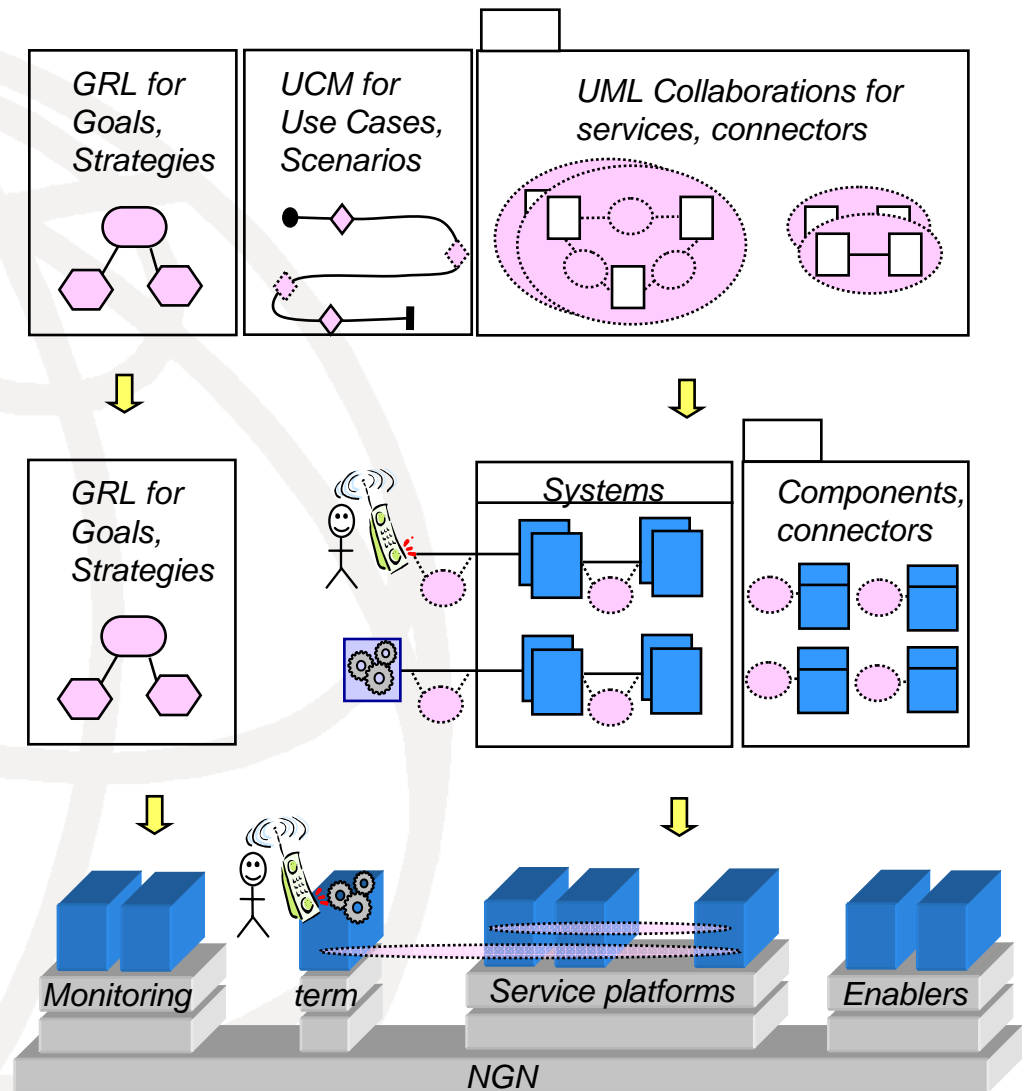 GRL for
Goals,
Strategies
UCM for
Use Cases,
Scenarios
UML Collaborations for
services, connectors
GRL for
Goals,
Strategies
Systems
Components,
connectors
Monitoring
term
Service platforms
Enablers
NGN